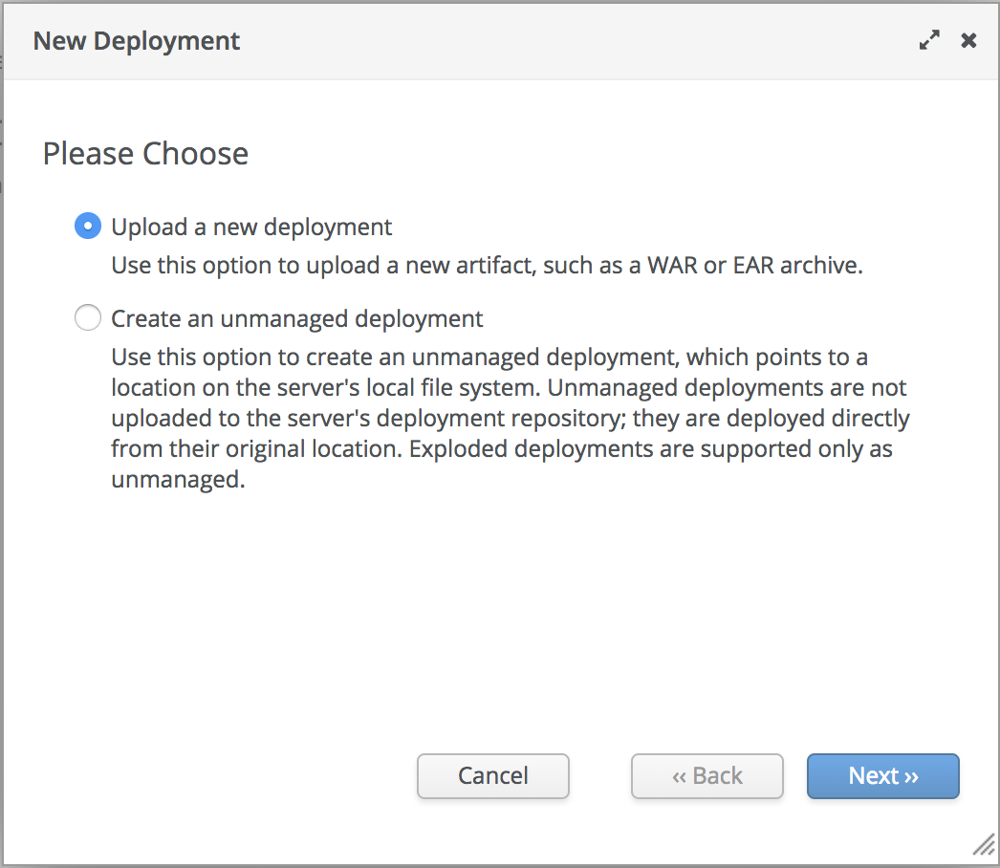 New Deployment
Please Choose
Upload a new deployment
Use this option to upload a new artifact, such as a WAR or EAR archive.
Create an unmanaged deployment
Use this option to create an unmanaged deployment, which points to a
location on the server's local file system. Unmanaged deployments are not
uploaded to the server's deployment repository; they are deployed directly
from their original location. Exploded deployments are supported only as
unmanaged.
Cancel
‹‹ Back
Next ››